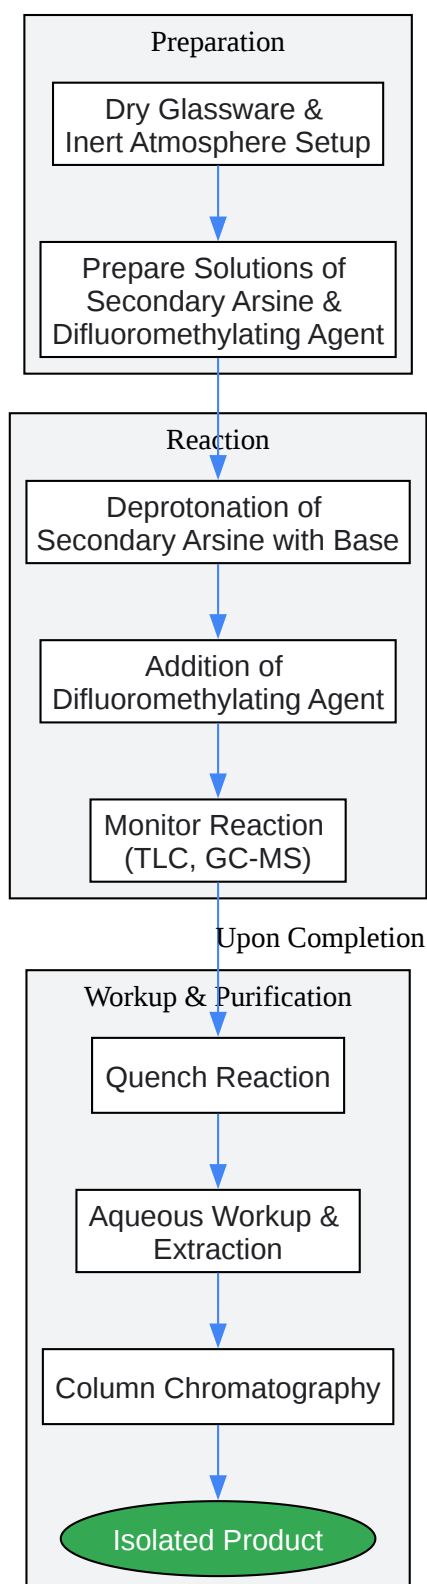 Preparation
Dry Glassware &
Inert Atmosphere Setup
Prepare Solutions of
Secondary Arsine &
Difluoromethylating Agent
Reaction
Deprotonation of
Secondary Arsine with Base
Addition of
Difluoromethylating Agent
Monitor Reaction
(TLC, GC-MS)
Upon Completion
Workup & Purification
Quench Reaction
Aqueous Workup &
Extraction
Column Chromatography
Isolated Product